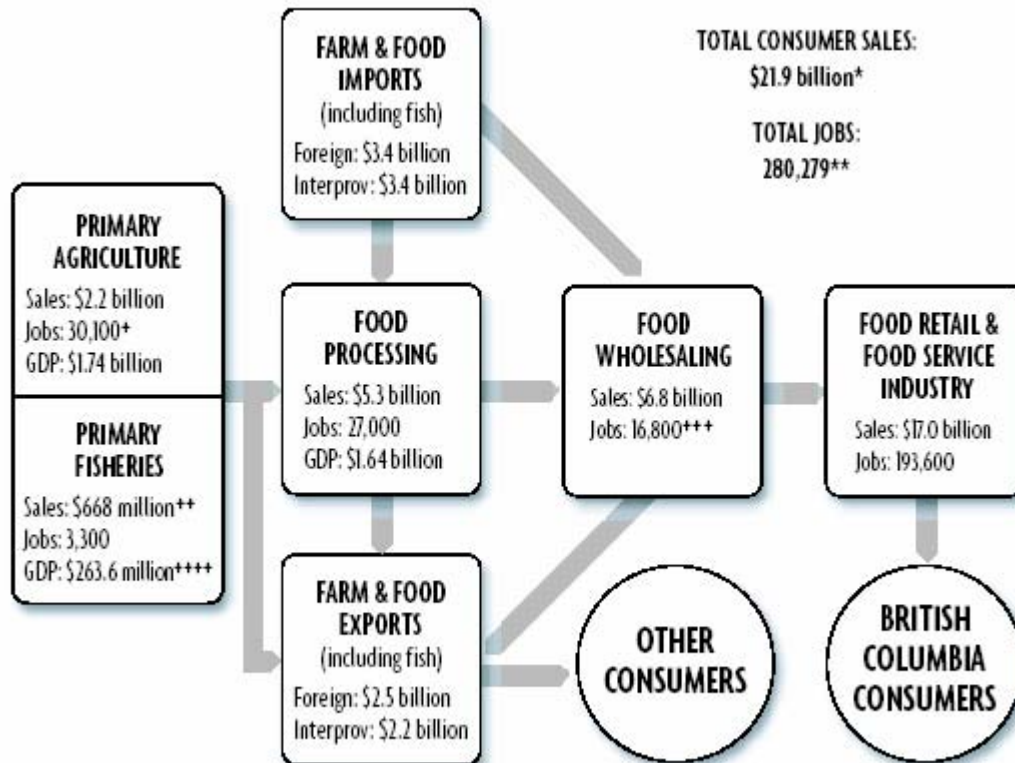 FARM & FOOD
IMPORTS
(including fish)
Foreign: $3.4 billion
Interprov: $3.4 billion
TOTAL CONSUMER SALES:
$21.9 billion*
TOTAL JOBS:
280,279**
PRIMARY
AGRICULTURE
Sales: $2.2 billion
Jobs: 30,100+
GDP: $1.74 billion
PRIMARY
FISHERIES
Sales: $668 million++
Jobs: 3,300
GDP: $263.6 million++++
FOOD
PROCESSING
Sales: $5.3 billion
Jobs: 27,000
GDP: $1.64 billion
FOOD
WHOLESALING
Sales: $6.8 billion
Jobs: 16,800+++
FOOD RETAIL &
FOOD SERVICE
INDUSTRY
Sales: $17.0 billion
Jobs: 193,600
FARM & FOOD
EXPORTS
(including fish)
Foreign: $2.5 billion
Interprov: $2.2 billion
OTHER
CONSUMERS
BRITISH
COLUMBIA
CONSUMERS